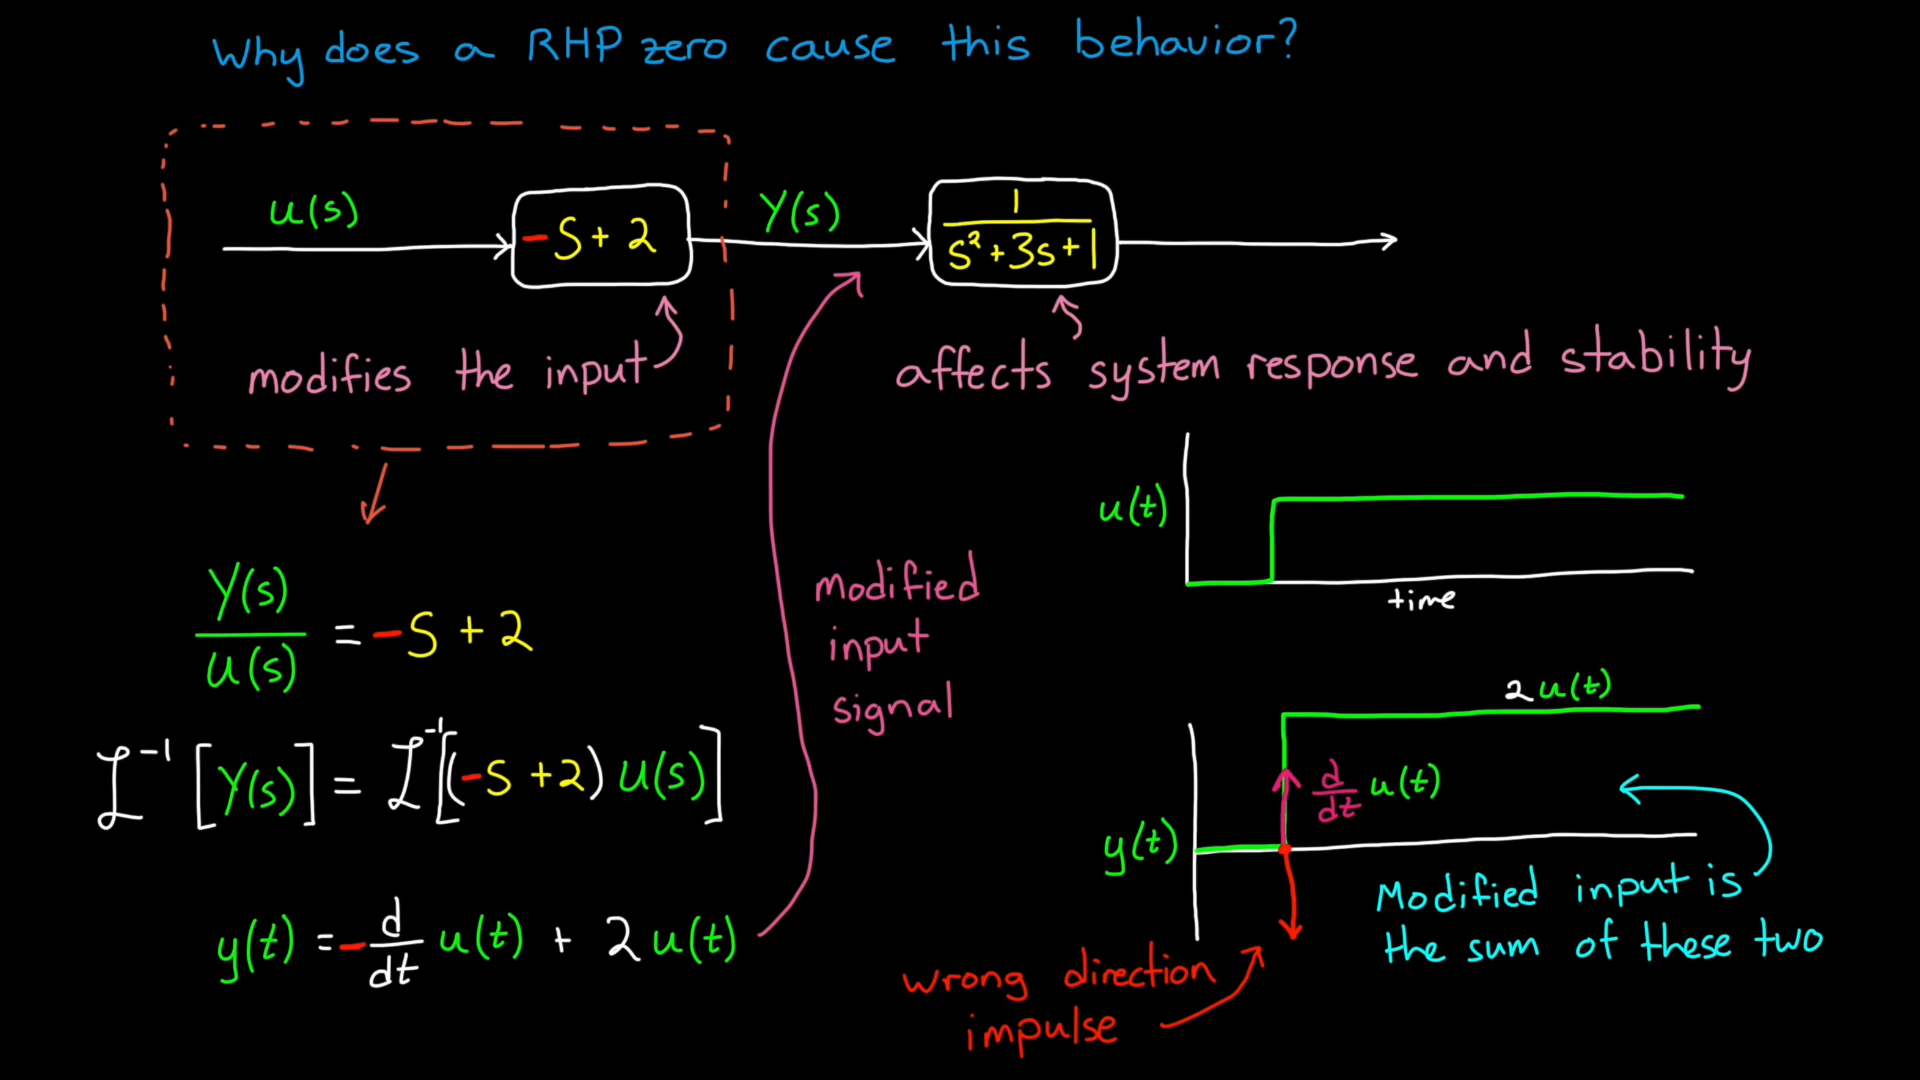 Why does a RHP zero cause this behavior?
u(s)
-S+2
Y(s)
1
s²+3s+1
modifies the input
affects system response and stability
u(t)
time
Y(s)
u(s)
= -S+2
ℒ⁻¹[Y(s)] = ℒ⁻¹[(-S+2)u(s)]
y(t) = -d/dt u(t) + 2u(t)
modified
input
signal
2u(t)
d/dt u(t)
y(t)
Modified input is
the sum of these two
wrong direction
impulse